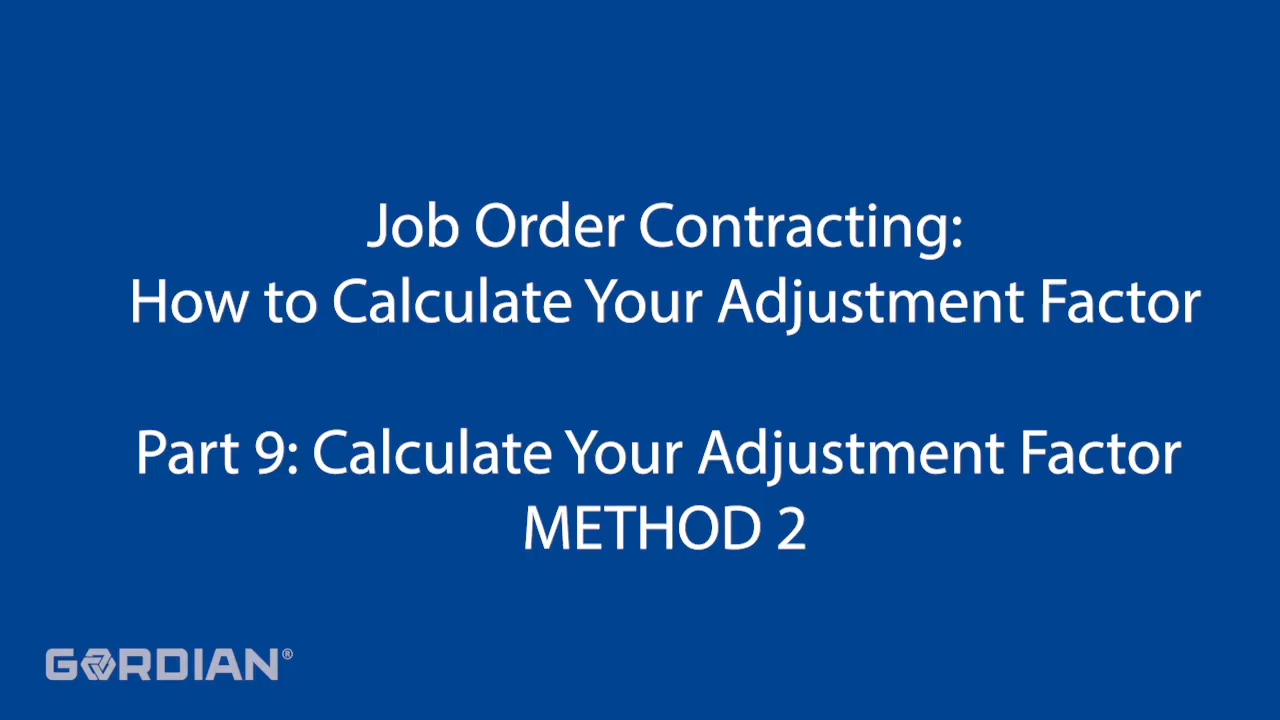 Job Order Contracting:
How to Calculate Your Adjustment Factor
Part 9: Calculate Your Adjustment Factor
METHOD 2
GORDIAN®